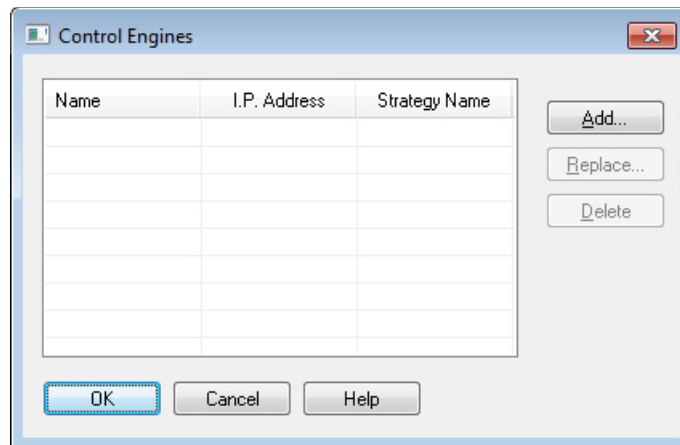 Control Engines
Name I.P. Address Strategy Name
Add...
Replace...
Delete
OK Cancel Help